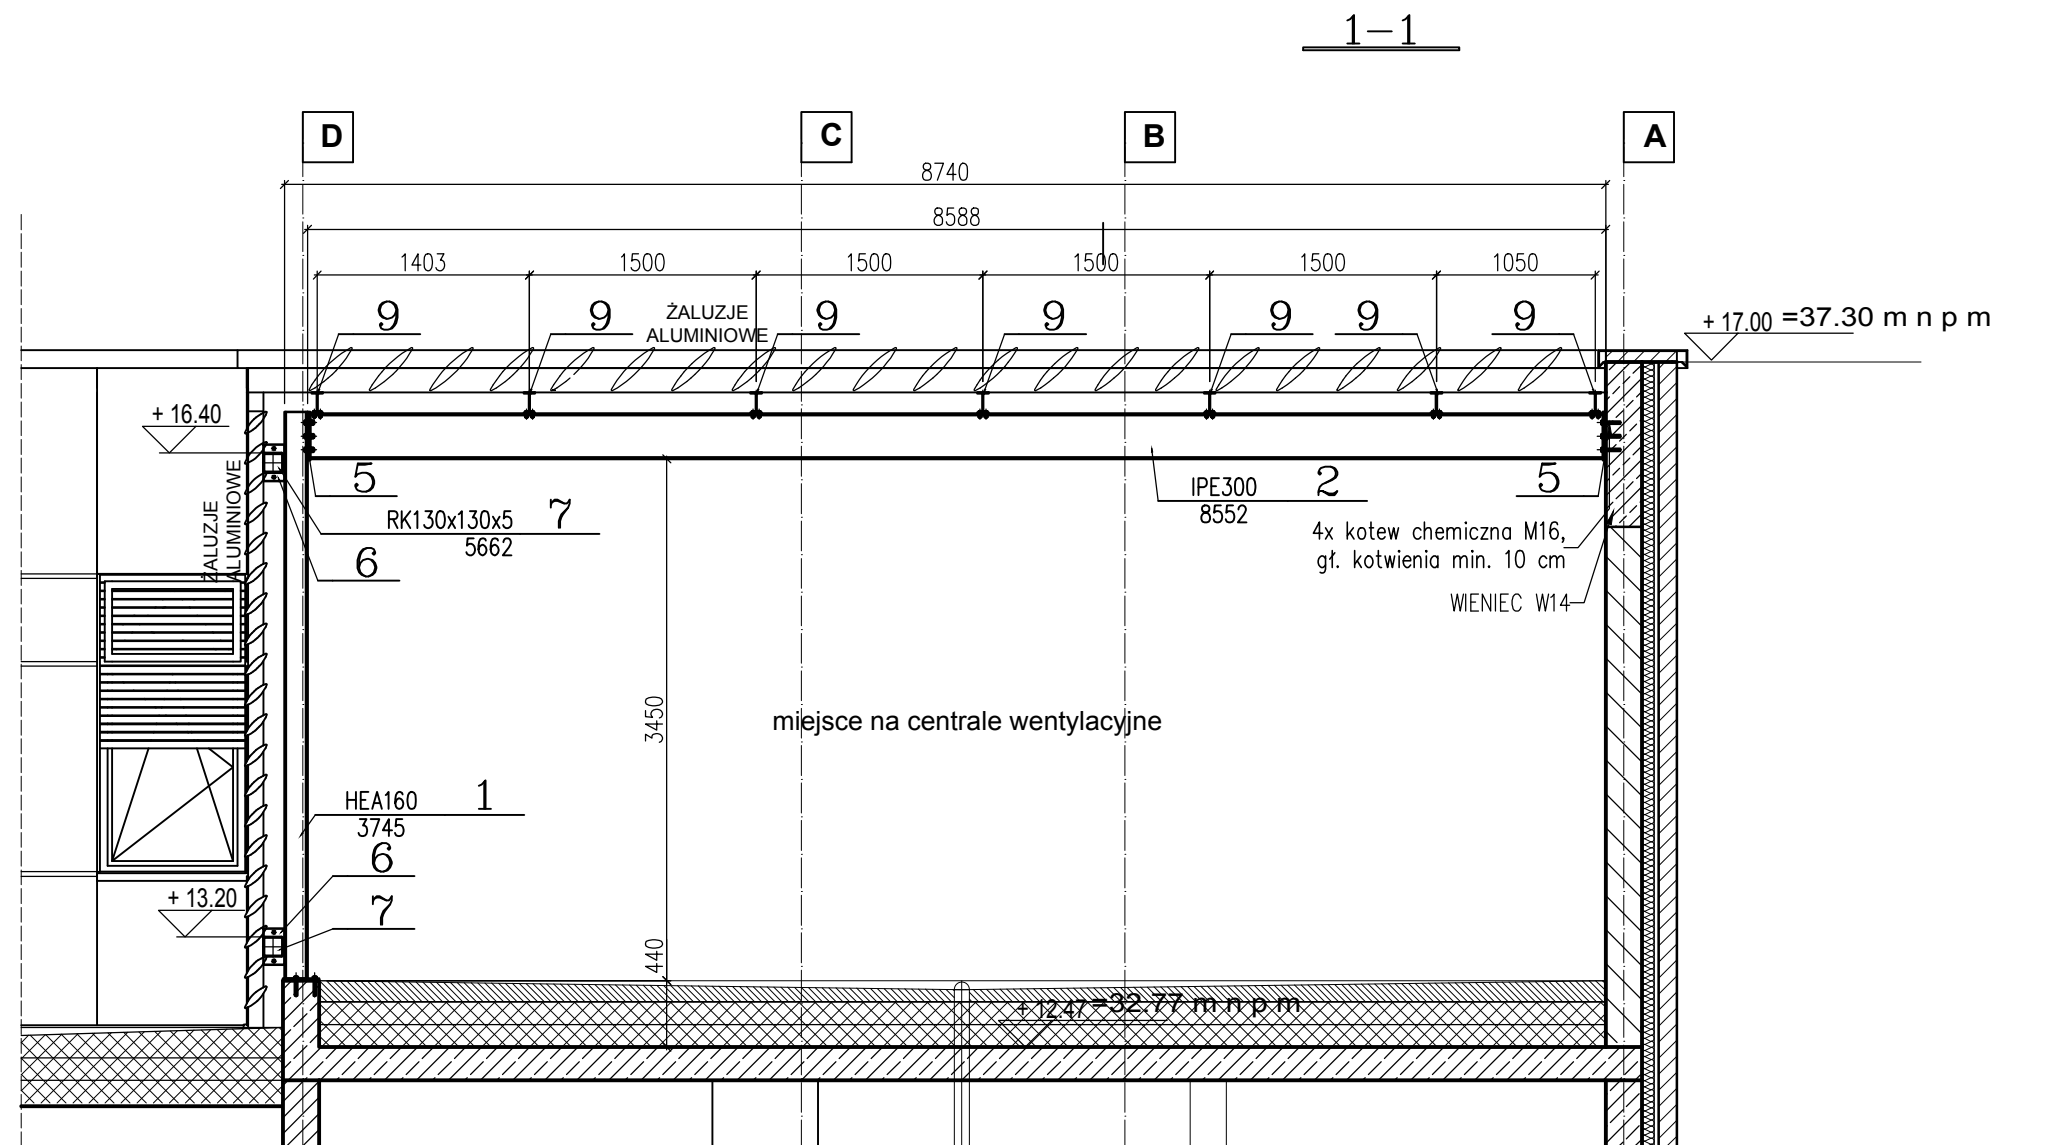 1-1
D C B A
8740
8588
1403 1500 1500 1500 1500 1050
9 9 ŻALUZJE 9 9 9 9 9
ALUMINIOWE
+ 17.00 =37.30 m n p m
+ 16.40
ŻALUZJE
ALUMINIOWE
5 IPE300 2 5
8552
RK130x130x5 7
5662
4x kotew chemiczna M16,
gł. kotwienia min. 10 cm
6
WIENIEC W14
3450
miejsce na centrale wentylacyjne
HEA160 1
3745
6
+ 13.20
7
440
+ 12.47 =32.77 m n p m